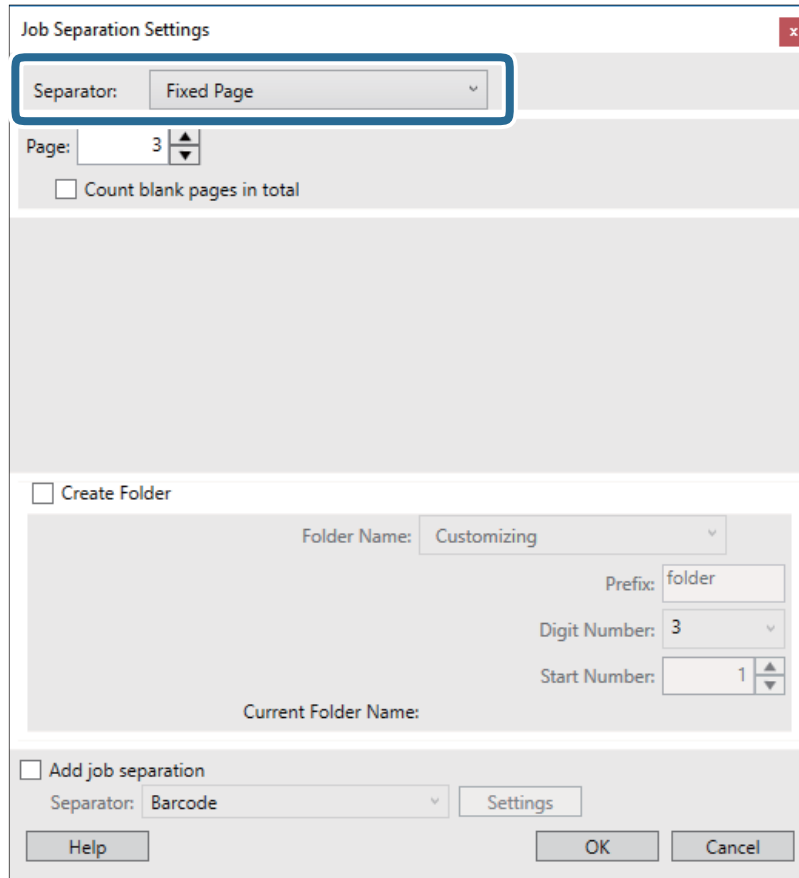 Job Separation Settings
x
Separator: Fixed Page
Page: 3
Count blank pages in total
Create Folder
Folder Name: Customizing
Prefix: folder
Digit Number: 3
Start Number: 1
Current Folder Name:
Add job separation
Separator: Barcode Settings
Help OK Cancel